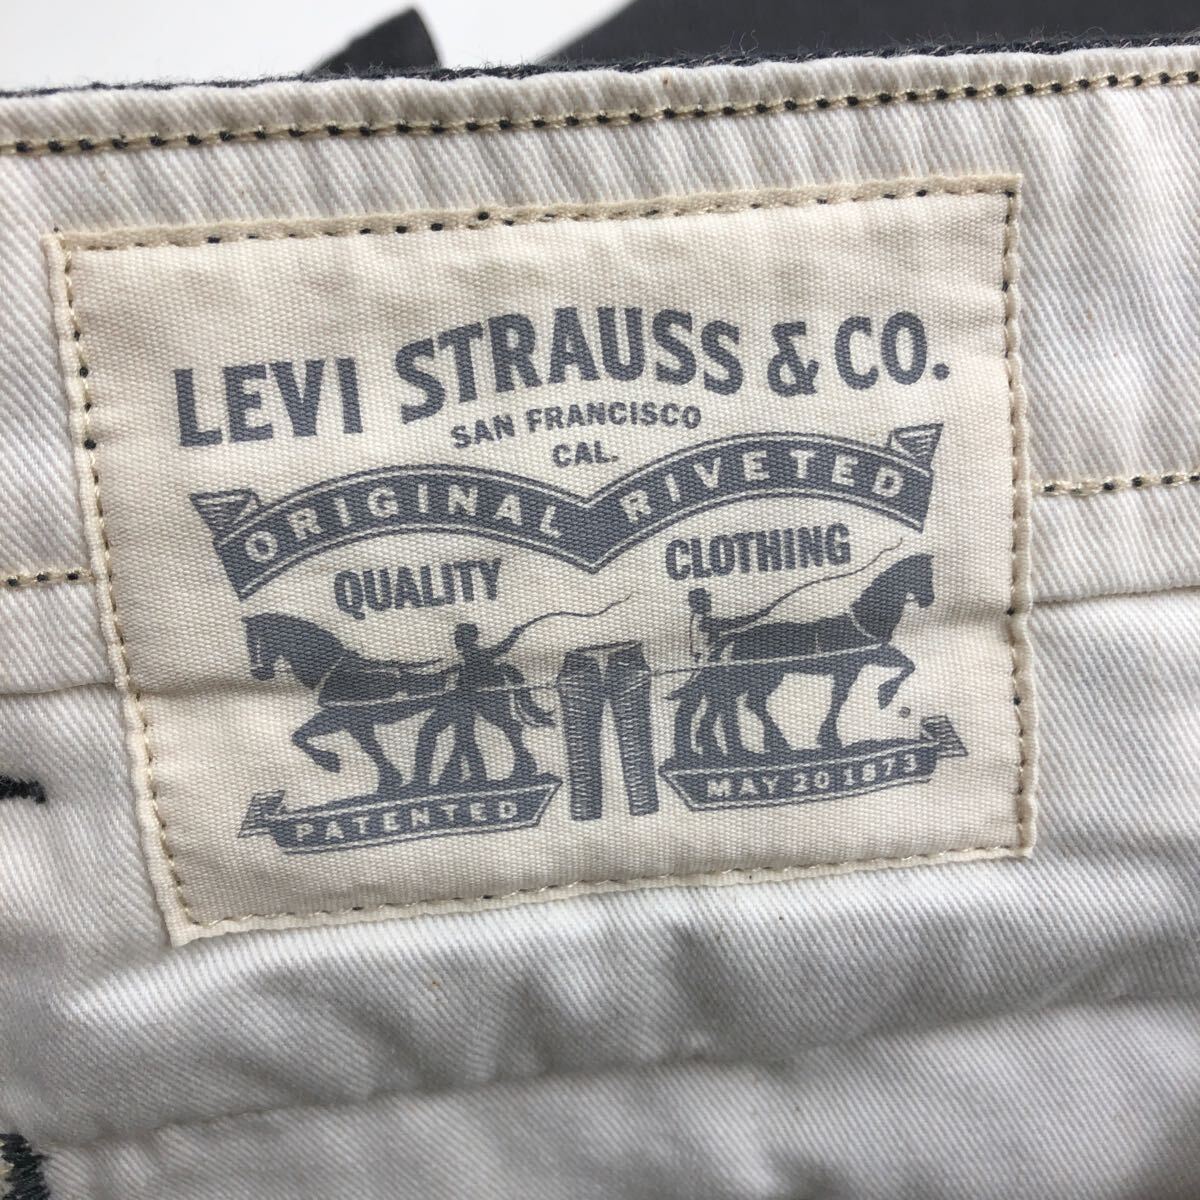 LEVI STRAUSS & CO.
SAN FRANCISCO
CAL.
ORIGINAL RIVETED
QUALITY CLOTHING
PATENTED MAY 20 1873